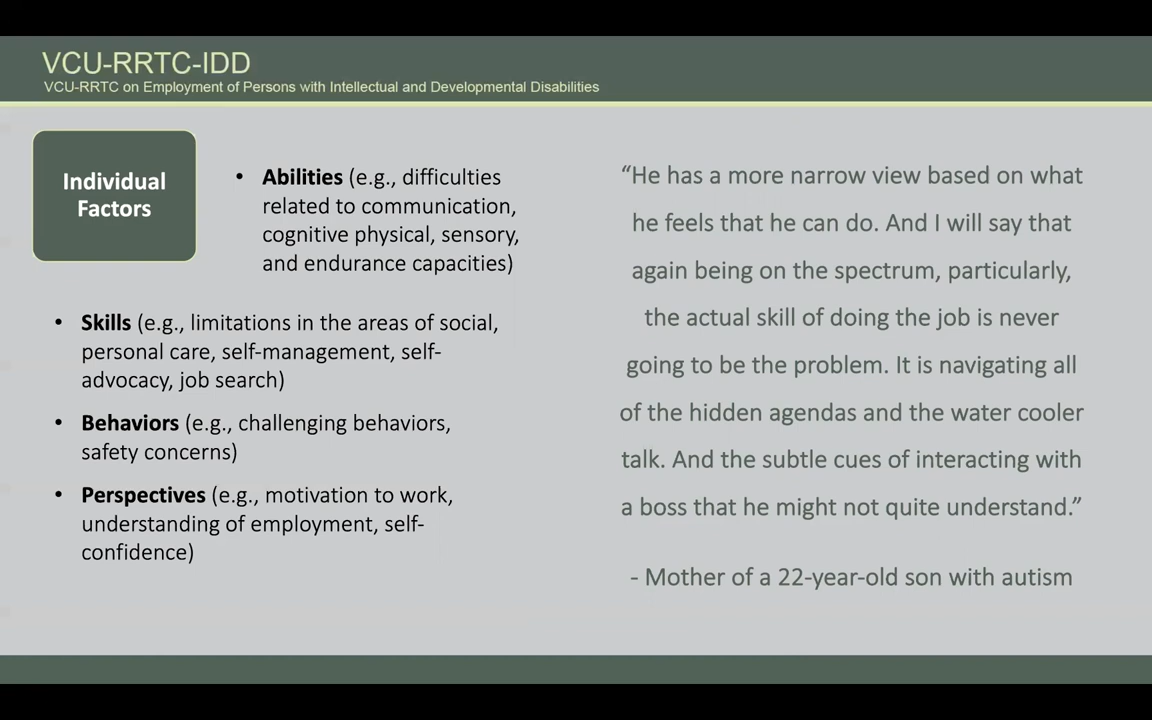 VCU-RRTC-IDD
VCU-RRTC on Employment of Persons with Intellectual and Developmental Disabilities
Individual
Factors
• Abilities (e.g., difficulties
related to communication,
cognitive physical, sensory,
and endurance capacities)
• Skills (e.g., limitations in the areas of social,
personal care, self-management, self-
advocacy, job search)
• Behaviors (e.g., challenging behaviors,
safety concerns)
• Perspectives (e.g., motivation to work,
understanding of employment, self-
confidence)
“He has a more narrow view based on what
he feels that he can do. And I will say that
again being on the spectrum, particularly,
the actual skill of doing the job is never
going to be the problem. It is navigating all
of the hidden agendas and the water cooler
talk. And the subtle cues of interacting with
a boss that he might not quite understand.”
- Mother of a 22-year-old son with autism